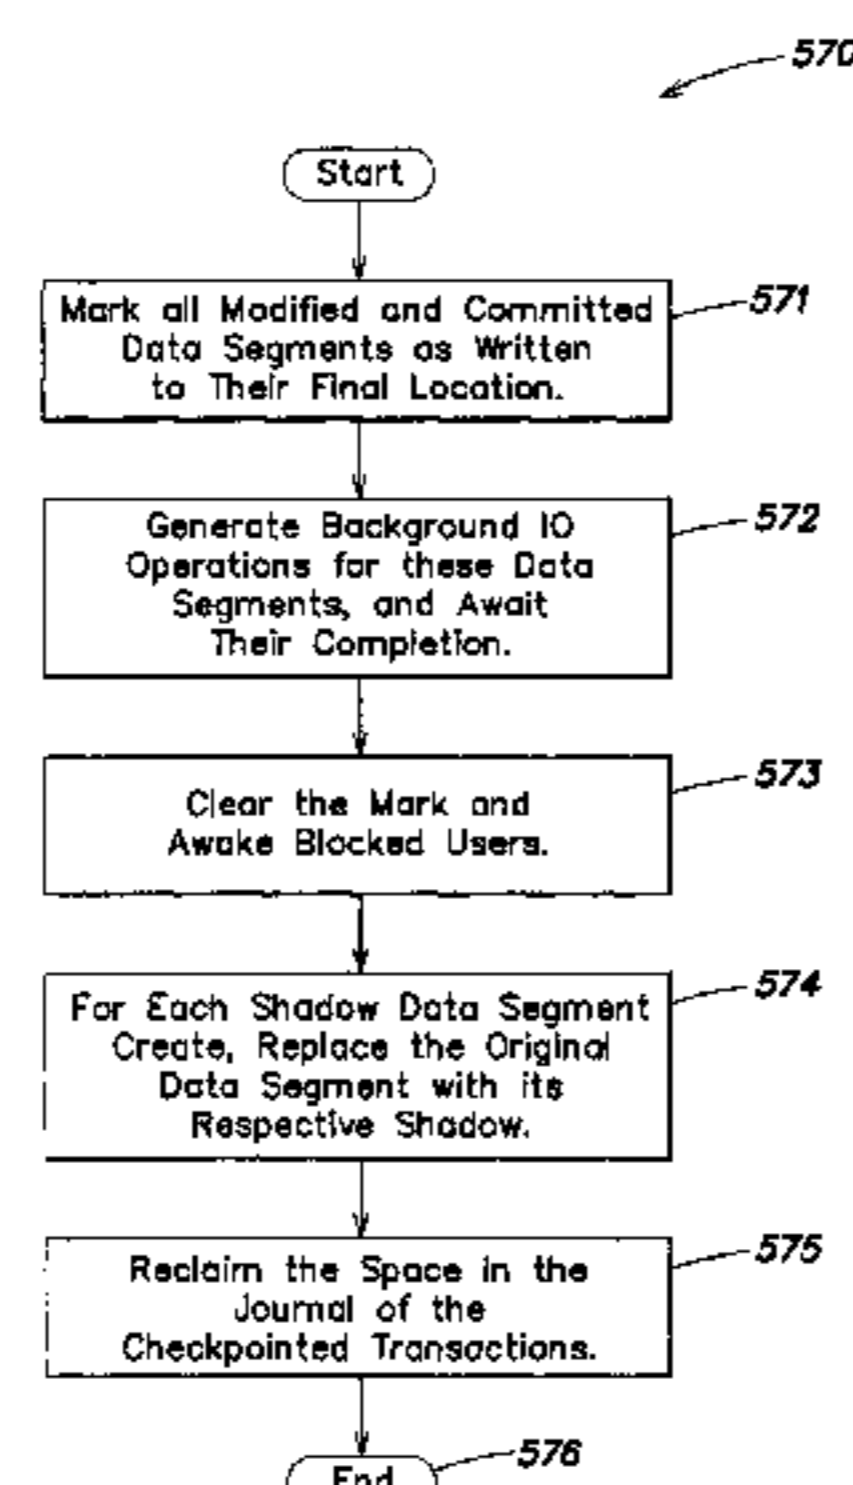 570
Start
571
Mark all Modified and Committed
Data Segments as Written
to Their Final Location.
572
Generate Background IO
Operations for these Data
Segments, and Await
Their Completion.
573
Clear the Mark and
Awake Blocked Users.
574
For Each Shadow Data Segment
Create, Replace the Original
Data Segment with its
Respective Shadow.
575
Reclaim the Space in the
Journal of the
Checkpointed Transactions.
576
End